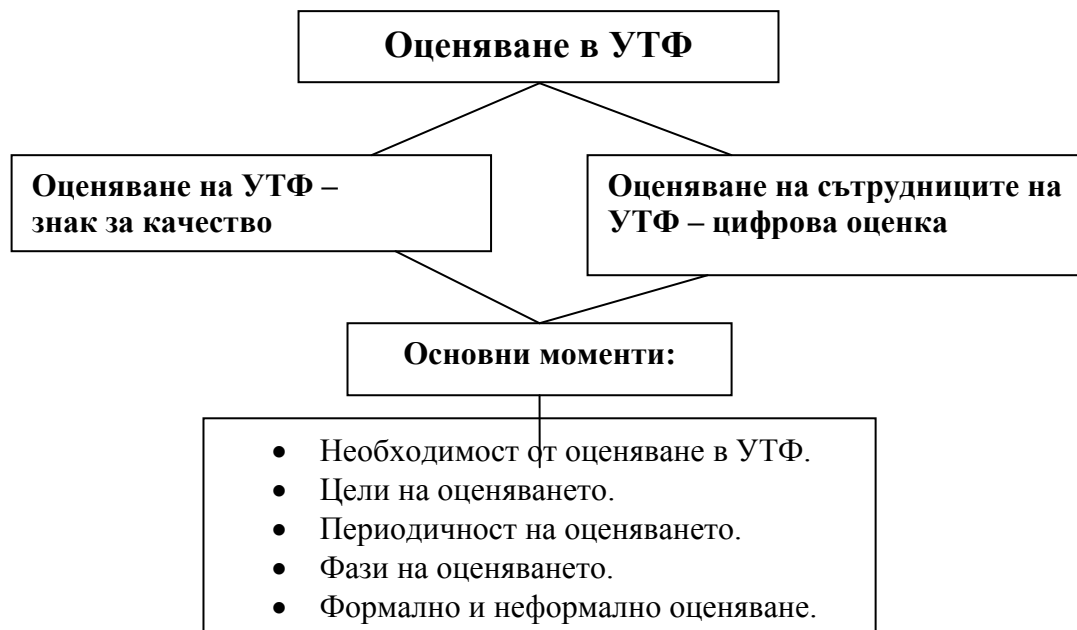 Оценяване в УТФ
Оценяване на УТФ –
знак за качество
Оценяване на сътрудниците на
УТФ – цифрова оценка
Основни моменти:
• Необходимост от оценяване в УТФ.
• Цели на оценяването.
• Периодичност на оценяването.
• Фази на оценяването.
• Формално и неформално оценяване.